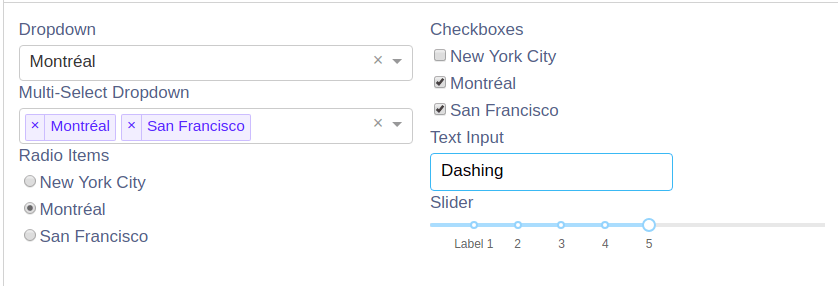 Dropdown
Montréal
Multi-Select Dropdown
× Montréal × San Francisco
Radio Items
New York City
Montréal
San Francisco
Checkboxes
New York City
Montréal
San Francisco
Text Input
Dashing
Slider
Label 1 2 3 4 5